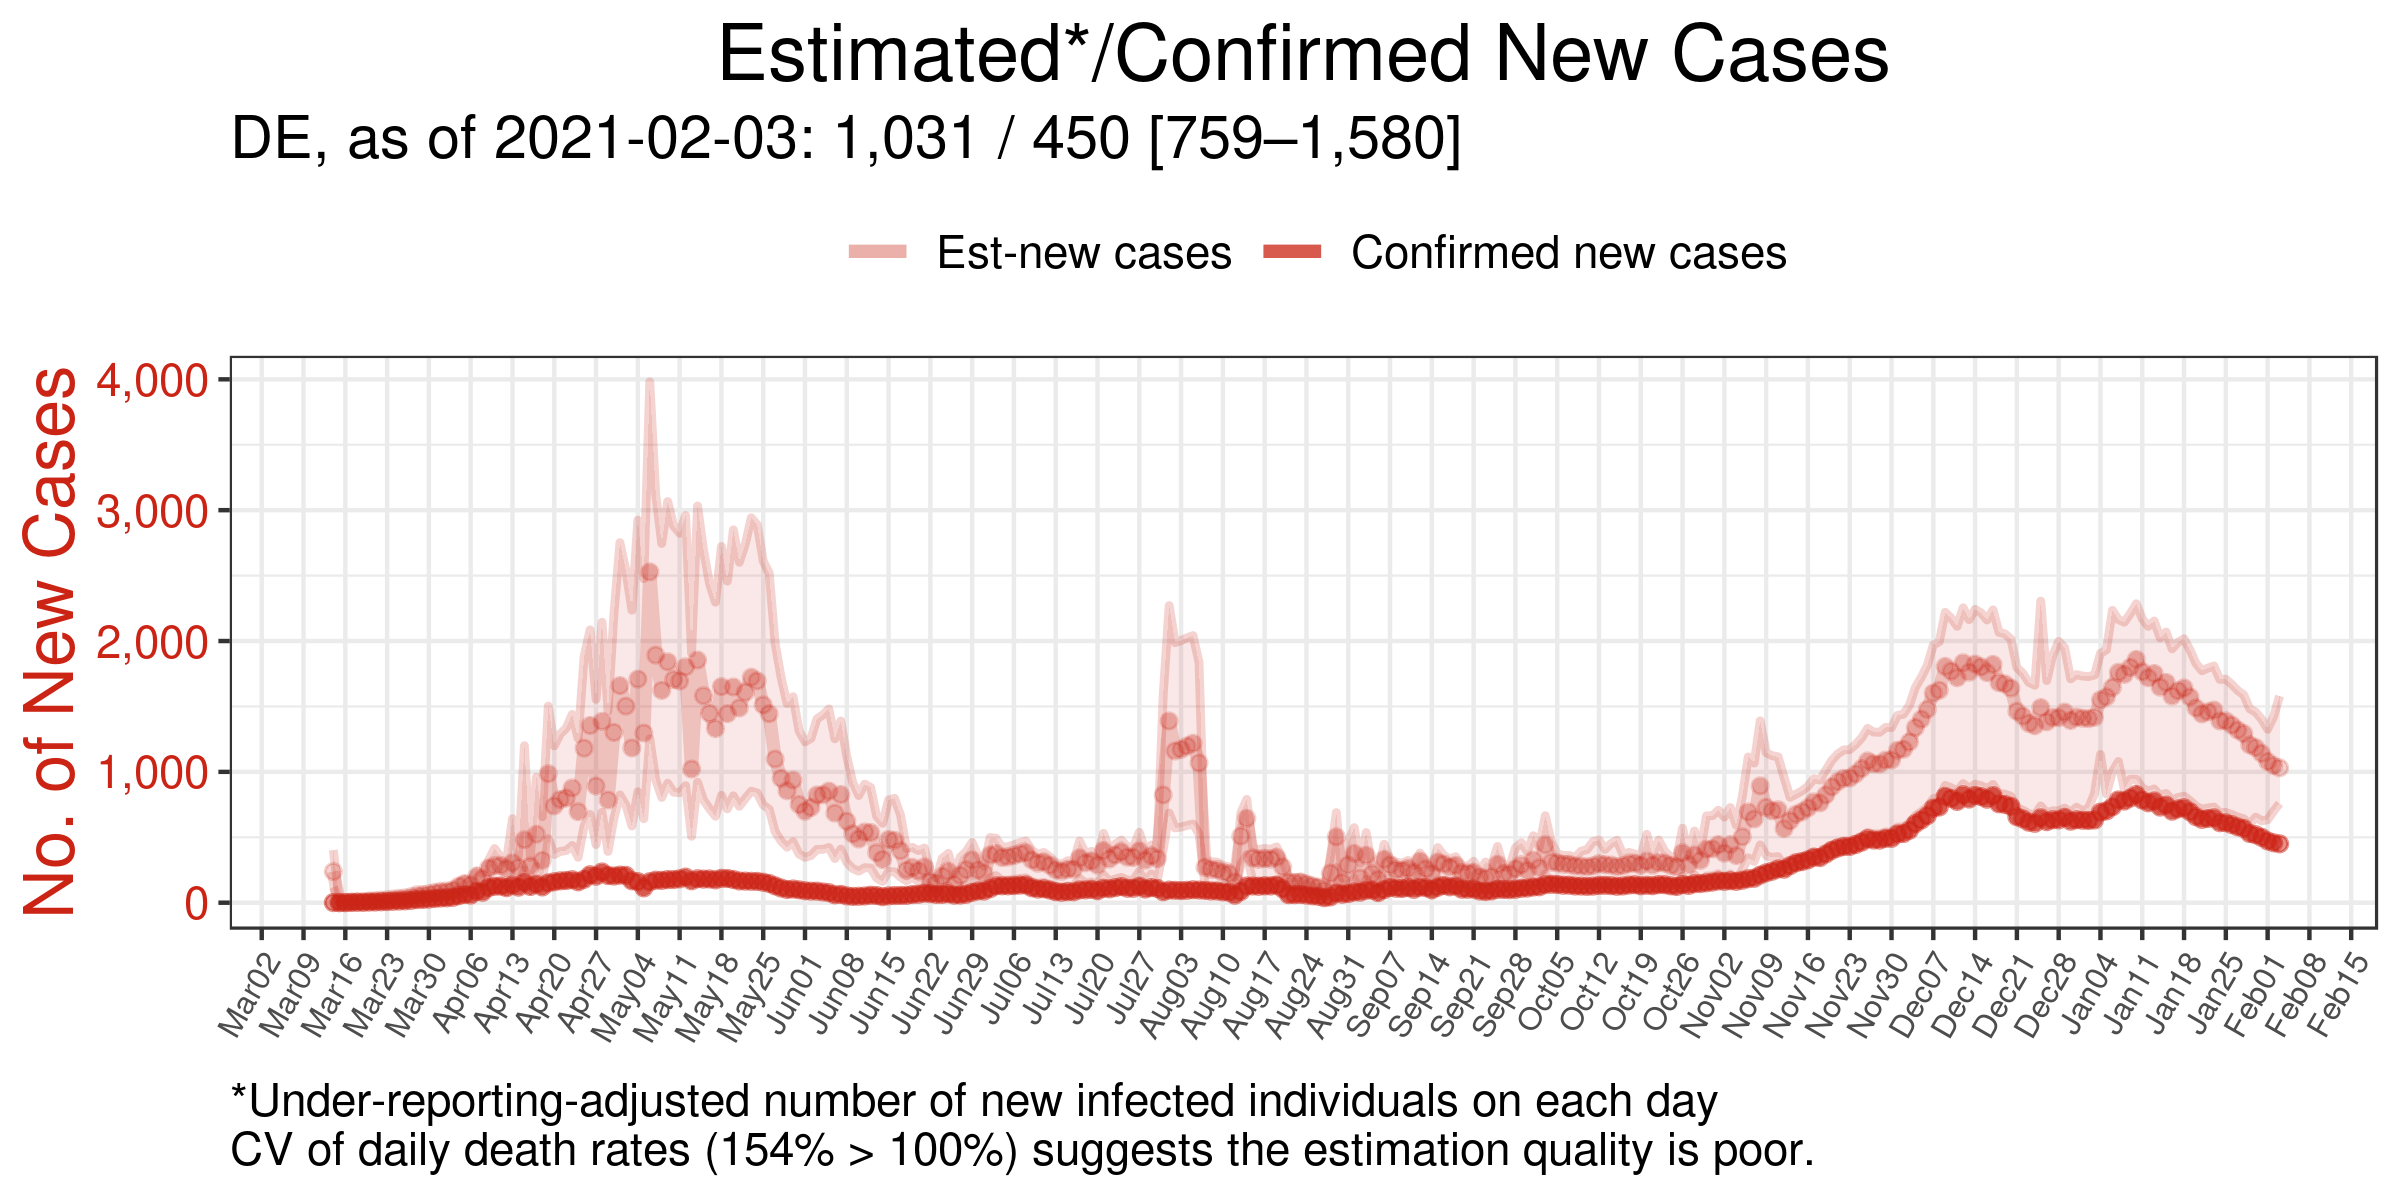 Estimated*/Confirmed New Cases
DE, as of 2021-02-03: 1,031 / 450 [759–1,580]
Est-new cases Confirmed new cases
No. of New Cases
4,000
3,000
2,000
1,000
0
Mar02 Mar09 Mar16 Mar23 Mar30 Apr06 Apr13 Apr20 Apr27 May04 May11 May18 May25 Jun01 Jun08 Jun15 Jun22 Jun29 Jul06 Jul13 Jul20 Jul27 Aug03 Aug10 Aug17 Aug24 Aug31 Sep07 Sep14 Sep21 Sep28 Oct05 Oct12 Oct19 Oct26 Nov02 Nov09 Nov16 Nov23 Nov30 Dec07 Dec14 Dec21 Dec28 Jan04 Jan11 Jan18 Jan25 Feb01 Feb08 Feb15
*Under-reporting-adjusted number of new infected individuals on each day
CV of daily death rates (154% > 100%) suggests the estimation quality is poor.